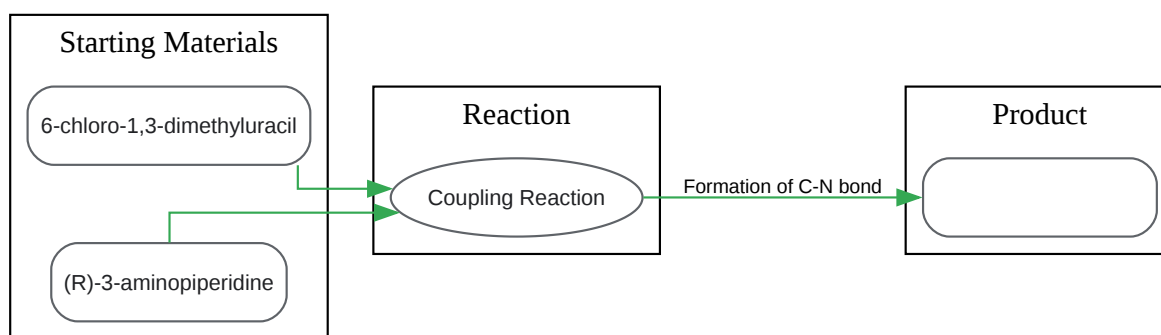 Starting Materials
6-chloro-1,3-dimethyluracil
(R)-3-aminopiperidine
Reaction
Coupling Reaction
Formation of C-N bond
Product